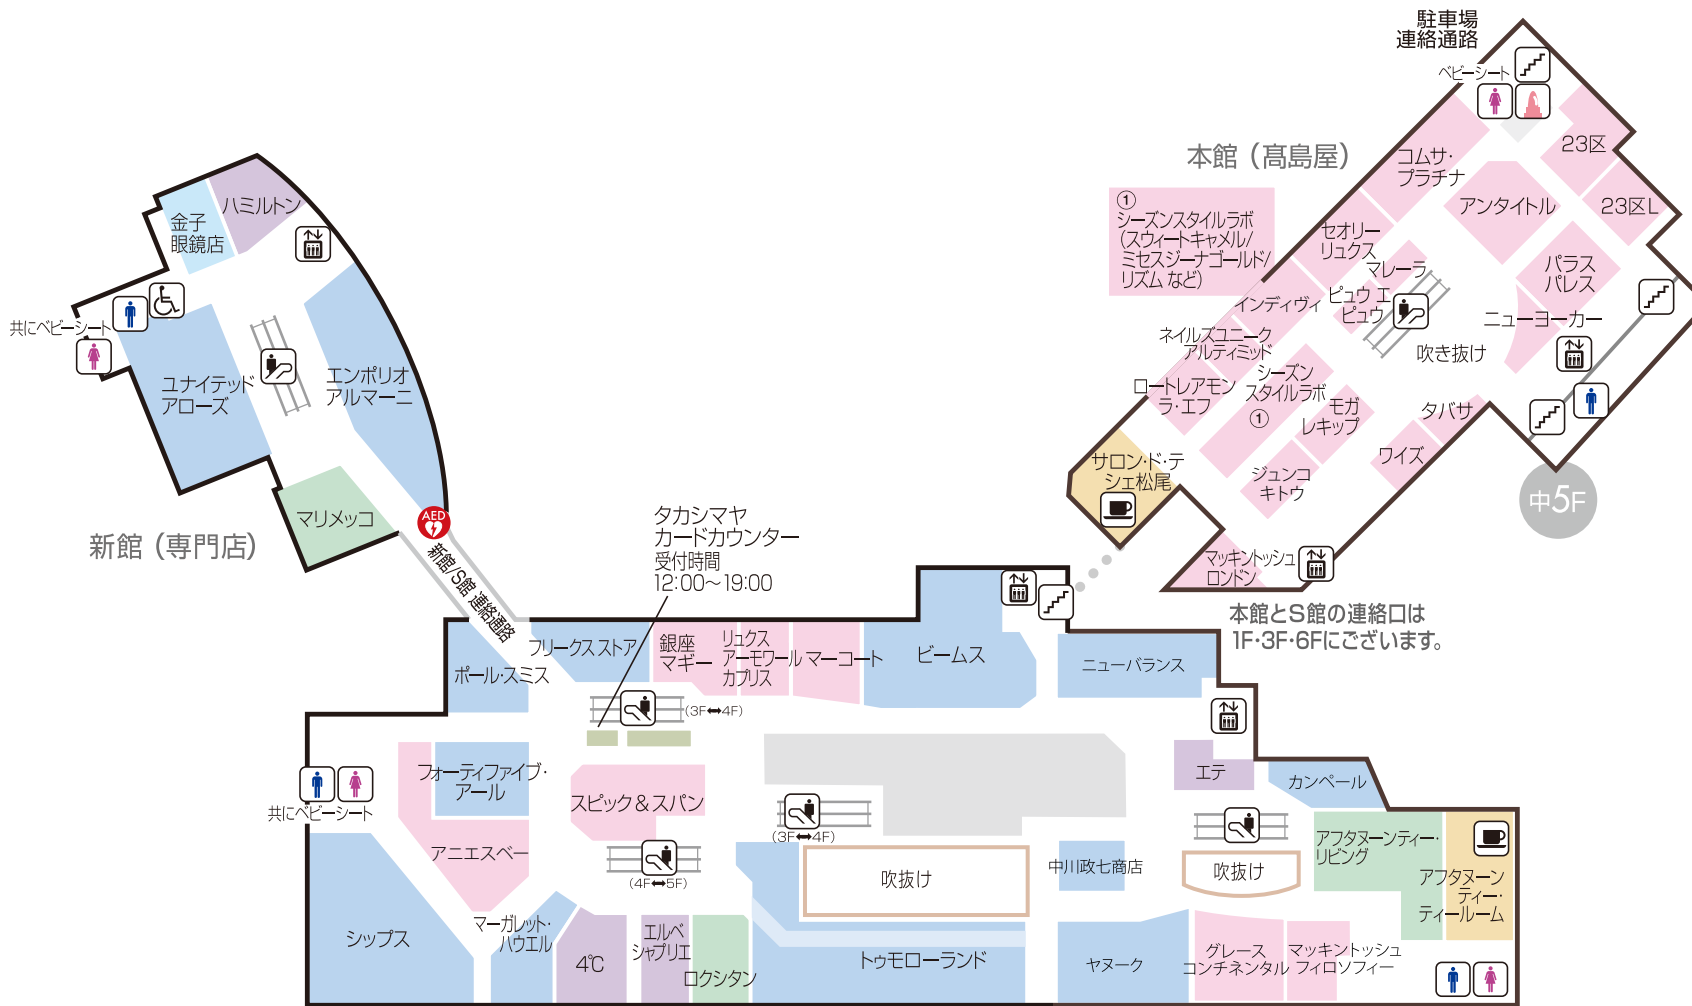 駐車場
連絡通路
ベビーシート
本館（髙島屋）
①
シーズンスタイルラボ
(スウィートキャメル/
ミセスジーナゴールド/
リズム など)
コムサ・
プラチナ
23区
アンタイトル
23区L
セオリー
リュクス
マレーラ
パラス
パレス
インディヴィ
ピュウ エ
ピュウ
ニューヨーカー
ネイルズユニーク
アルティミッド
吹き抜け
ロートレアモン
ラ・エフ
シーズン
スタイルラボ
①
モガ
レキップ
タバサ
ワイズ
サロン・ド・テ
シェ松尾
ジュンコ
キトウ
中5F
マッキントッシュ
ロンドン
本館とS館の連絡口は
1F・3F・6Fにございます。
金子
眼鏡店
ハミルトン
共にベビーシート
ユナイテッド
アローズ
エンポリオ
アルマーニ
マリメッコ
AED
新館（専門店）
新館/S館 連絡通路
タカシマヤ
カードカウンター
受付時間
12:00〜19:00
ポール・スミス
フリークス ストア
銀座
マギー
リュクス
アーモワール
カプリス
マーコート
ビームス
ニューバランス
(3F⬌4F)
フォーティファイブ・
アール
スピック＆スパン
エテ
カンペール
共にベビーシート
(3F⬌4F)
アニエスベー
(4F⬌5F)
吹抜け
中川政七商店
吹抜け
アフタヌーンティー・
リビング
アフタヌーン
ティー・
ティールーム
シップス
マーガレット・
ハウエル
4℃
エルベ
シャプリエ
ロクシタン
トゥモローランド
ヤヌーク
グレース
コンチネンタル
マッキントッシュ
フィロソフィー